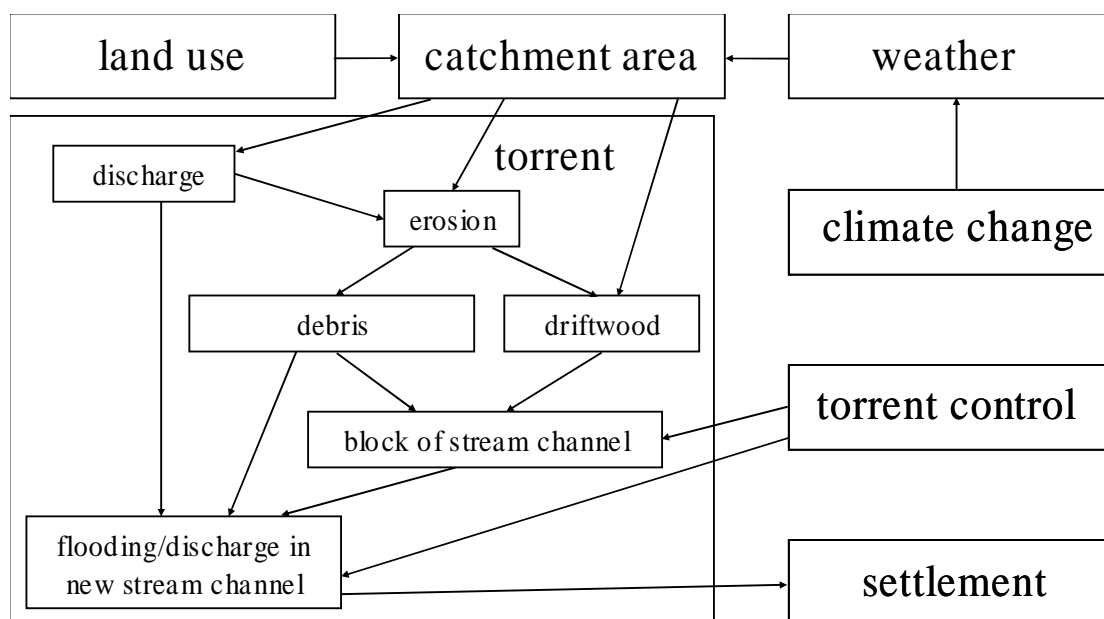 land use
catchment area
weather
torrent
discharge
erosion
climate change
debris
driftwood
torrent control
block of stream channel
flooding/discharge in
new stream channel
settlement